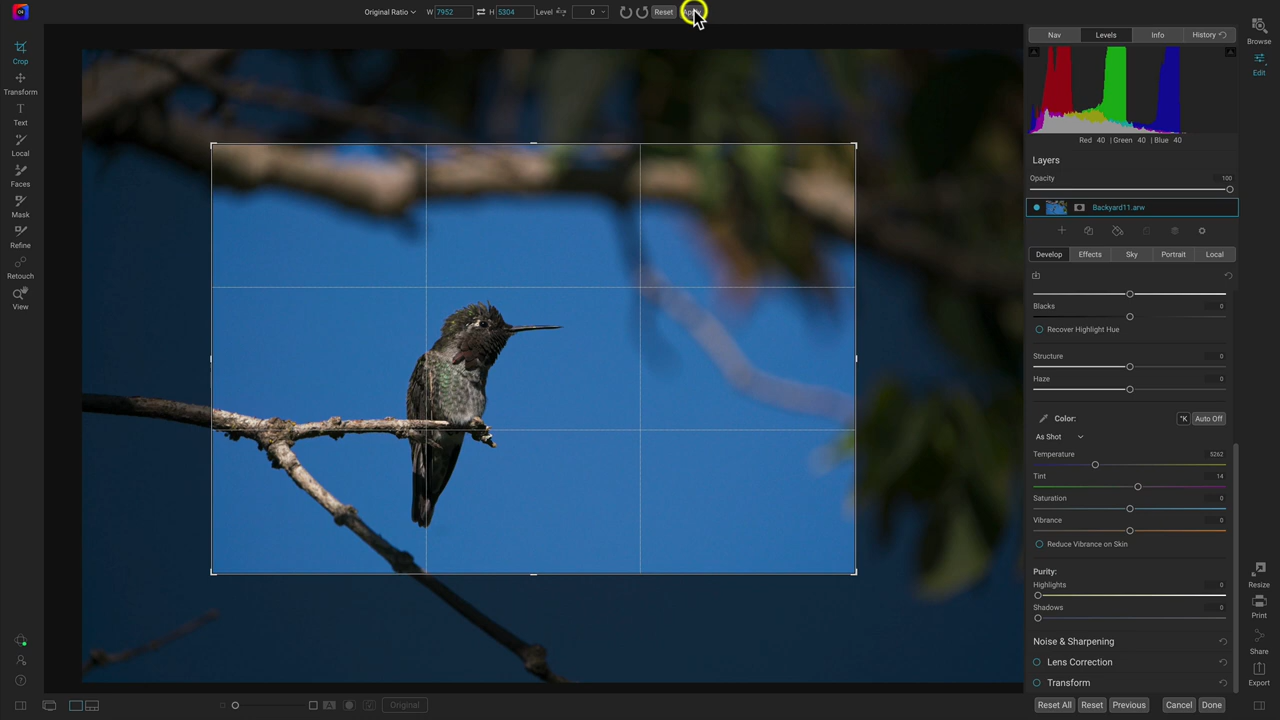 Original Ratio W 7952 H 5304 Level 0 Reset Apply
Crop
Transform
Text
Local
Faces
Mask
Refine
Retouch
View
Nav Levels Info History
Red 40 | Green 40 | Blue 40
Layers
Opacity 100
Backyard11.arw
Develop Effects Sky Portrait Local
Blacks 0
Recover Highlight Hue
Structure 0
Haze 0
Color: °K Auto Off
As Shot
Temperature 5262
Tint 14
Saturation 0
Vibrance 0
Reduce Vibrance on Skin
Purity:
Highlights 0
Shadows 0
Noise & Sharpening
Lens Correction
Transform
Reset All Reset Previous Cancel Done
Original
Browse
Edit
Resize
Print
Share
Export